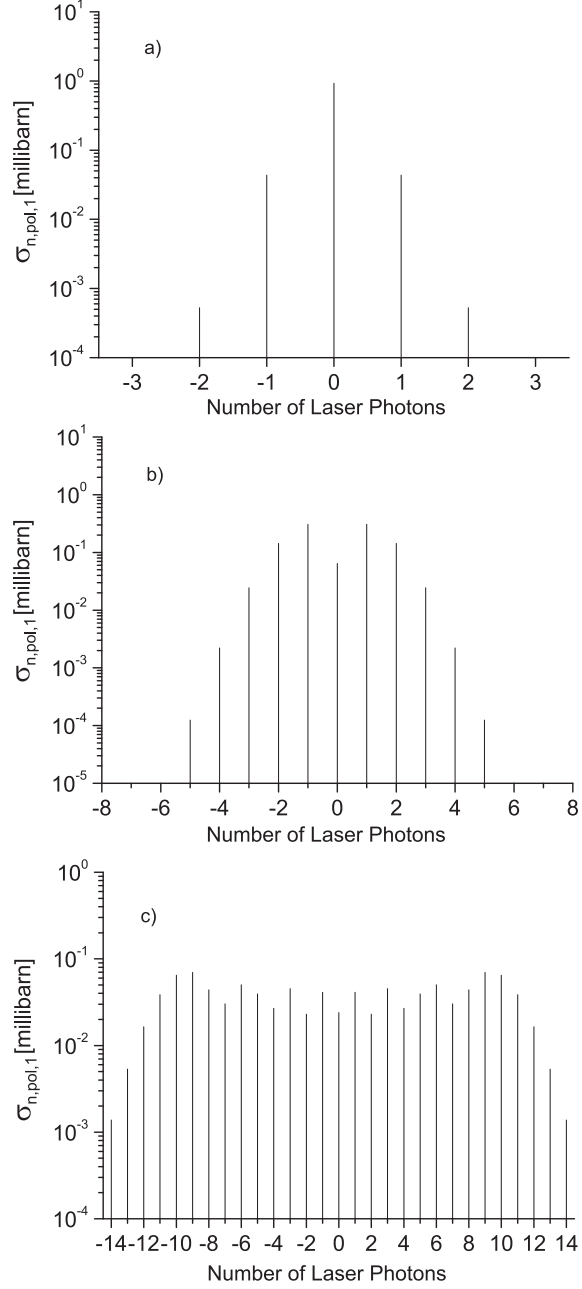 a)
10^1
10^0
10^-1
10^-2
10^-3
10^-4
σ_n,pol,1 [millibarn]
-3 -2 -1 0 1 2 3
Number of Laser Photons
b)
10^1
10^0
10^-1
10^-2
10^-3
10^-4
10^-5
σ_n,pol,1 [millibarn]
-8 -6 -4 -2 0 2 4 6 8
Number of Laser Photons
c)
10^0
10^-1
10^-2
10^-3
10^-4
σ_n,pol,1 [millibarn]
-14 -12 -10 -8 -6 -4 -2 0 2 4 6 8 10 12 14
Number of Laser Photons